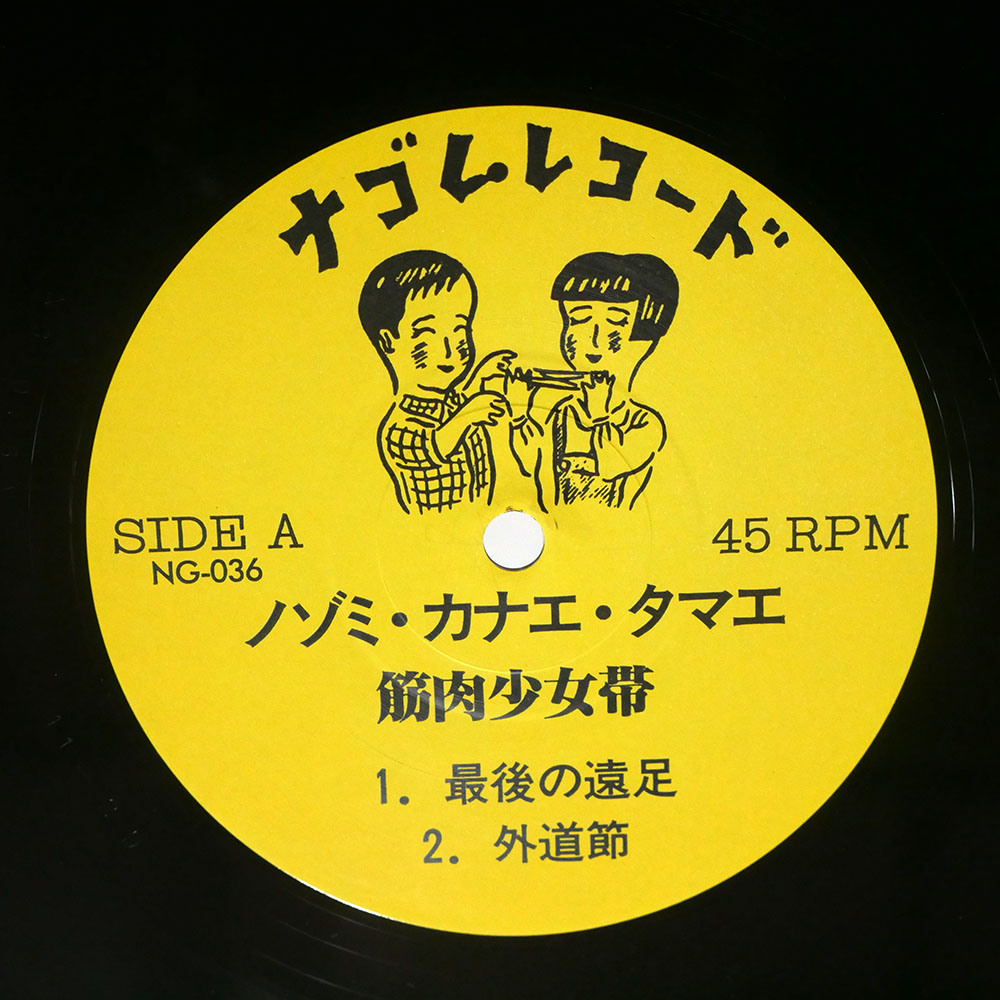 ナゴムレコード
SIDE A
45 RPM
NG-036
ノゾミ・カナエ・タマエ
筋肉少女帯
1. 最後の遠足
2. 外道節